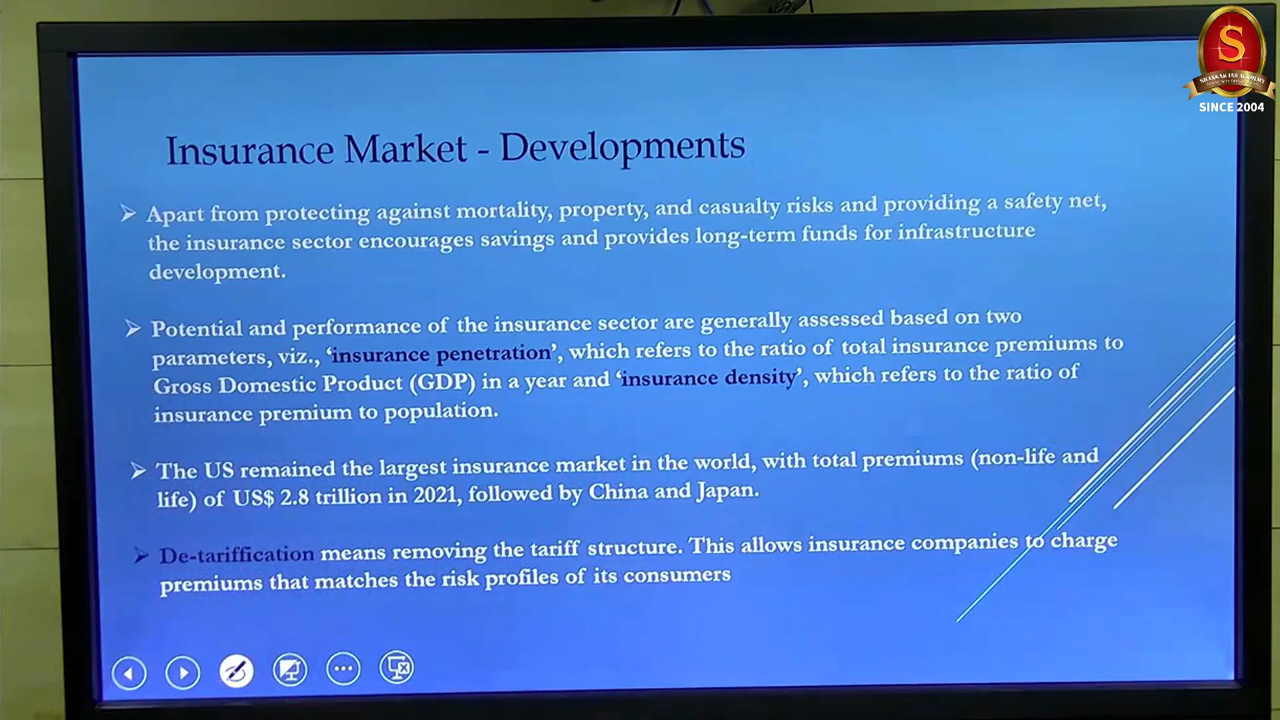 S
SHANKAR IAS ACADEMY
SINCE 2004
Insurance Market - Developments
Apart from protecting against mortality, property, and casualty risks and providing a safety net,
the insurance sector encourages savings and provides long-term funds for infrastructure
development.
Potential and performance of the insurance sector are generally assessed based on two
parameters, viz., ‘insurance penetration’, which refers to the ratio of total insurance premiums to
Gross Domestic Product (GDP) in a year and ‘insurance density’, which refers to the ratio of
insurance premium to population.
The US remained the largest insurance market in the world, with total premiums (non-life and
life) of US$ 2.8 trillion in 2021, followed by China and Japan.
De-tariffication means removing the tariff structure. This allows insurance companies to charge
premiums that matches the risk profiles of its consumers